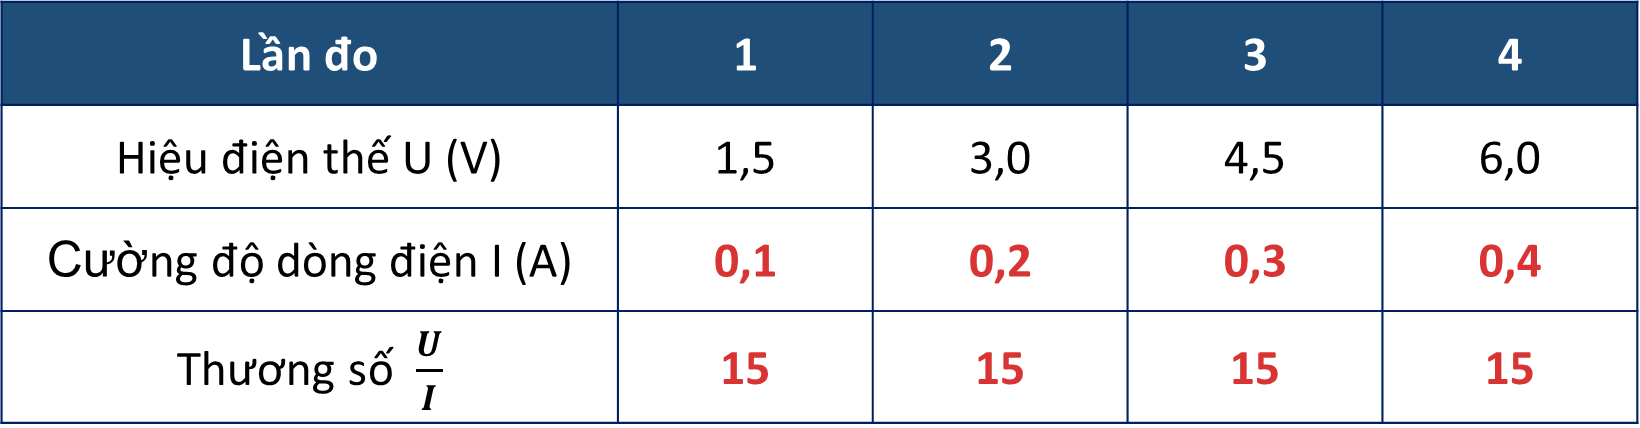 Lần đo 1 2 3 4
Hiệu điện thế U (V) 1,5 3,0 4,5 6,0
Cường độ dòng điện I (A) 0,1 0,2 0,3 0,4
Thương số U/I 15 15 15 15